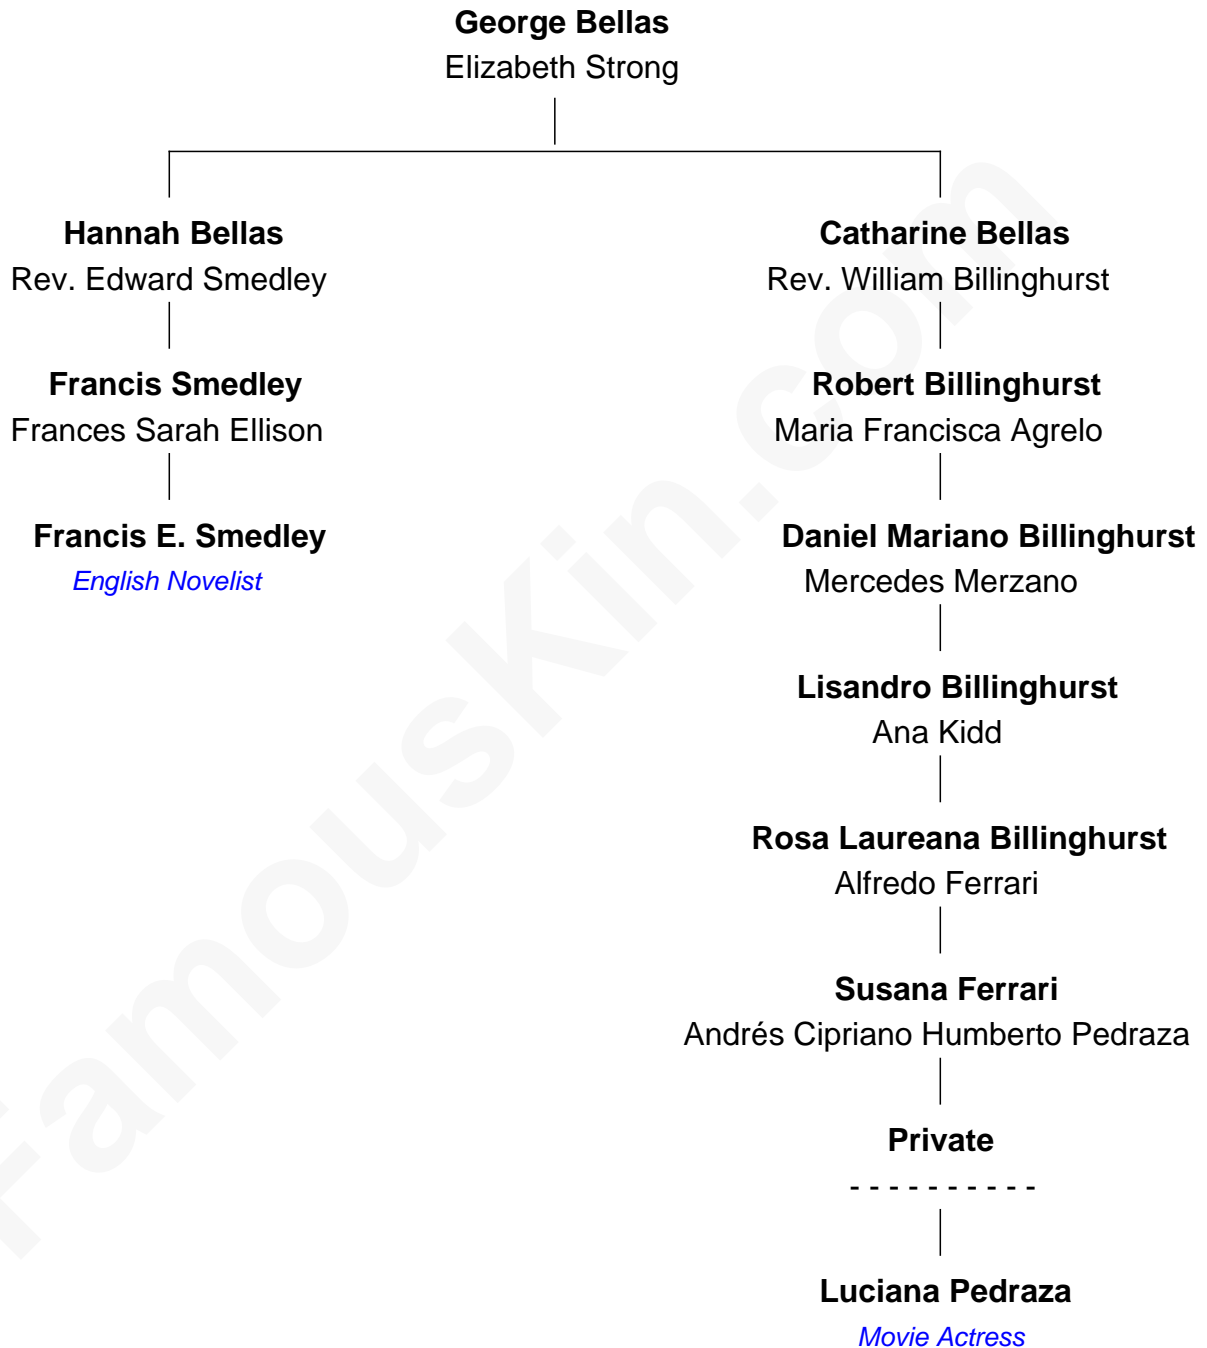 George Bellas
Elizabeth Strong
Hannah Bellas
Rev. Edward Smedley
Catharine Bellas
Rev. William Billinghurst
Francis Smedley
Frances Sarah Ellison
Robert Billinghurst
Maria Francisca Agrelo
Francis E. Smedley
English Novelist
Daniel Mariano Billinghurst
Mercedes Merzano
Lisandro Billinghurst
Ana Kidd
Rosa Laureana Billinghurst
Alfredo Ferrari
Susana Ferrari
Andrés Cipriano Humberto Pedraza
Private
- - - - - - - - - -
Luciana Pedraza
Movie Actress
FamousKin.com